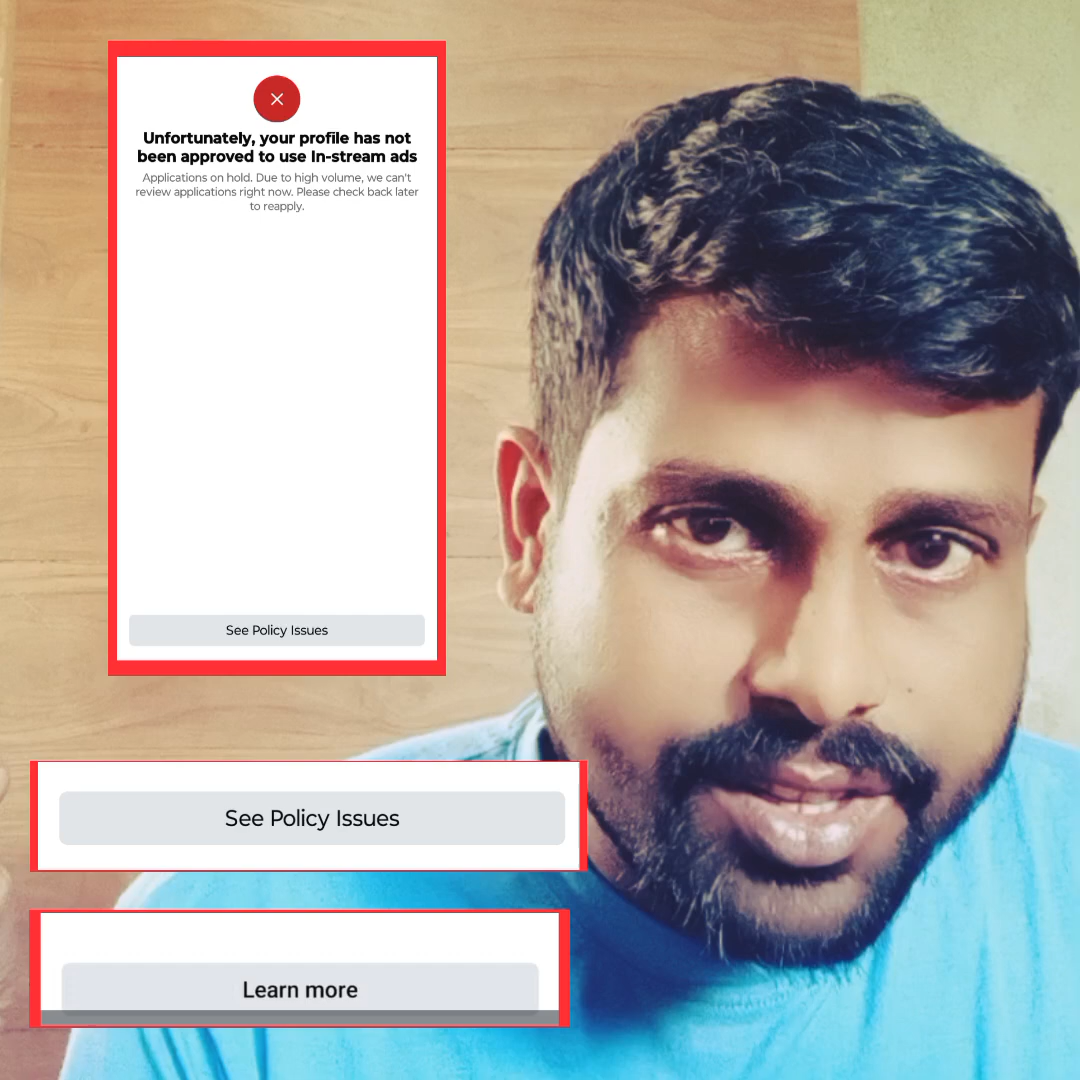 Unfortunately, your profile has not
been approved to use In-stream ads
Applications on hold. Due to high volume, we can't
review applications right now. Please check back later
to reapply.
See Policy Issues
See Policy Issues
Learn more